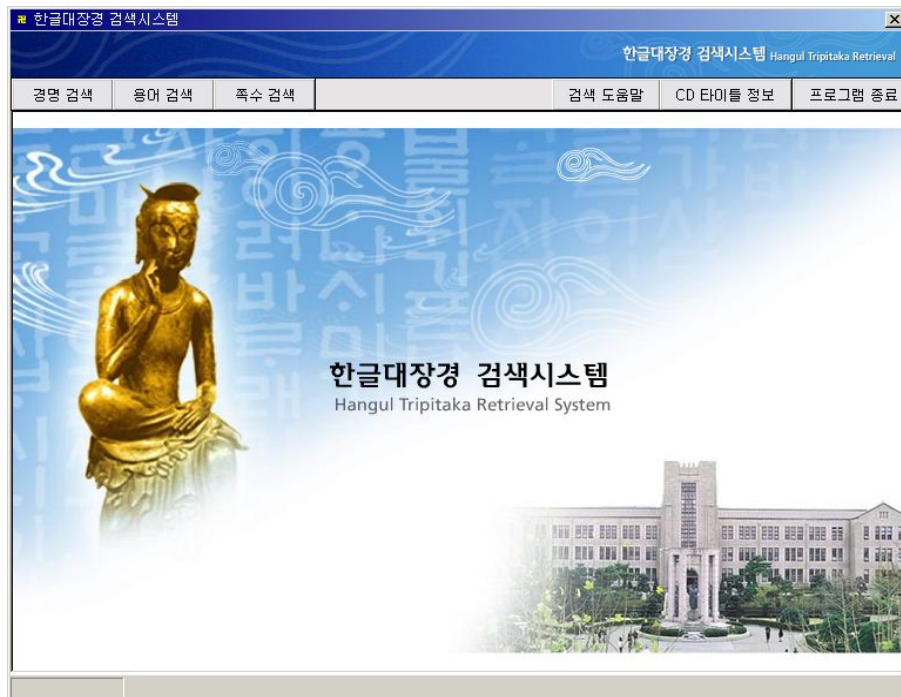 한글대장경 검색시스템
한글대장경 검색시스템 Hangul Tripitaka Retrieval
경명 검색 용어 검색 쪽수 검색 검색 도움말 CD 타이틀 정보 프로그램 종료
한글대장경 검색시스템
Hangul Tripitaka Retrieval System